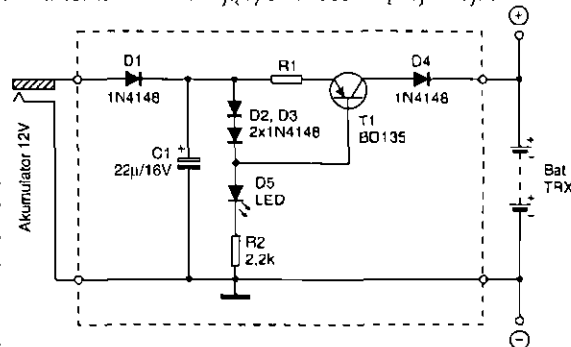 D1
1N4148
R1
D4
1N4148
D2, D3
2x1N4148
T1
BD135
C1
22µ/16V
D5
LED
R2
2,2k
Akumulator 12V
Bat
TRX